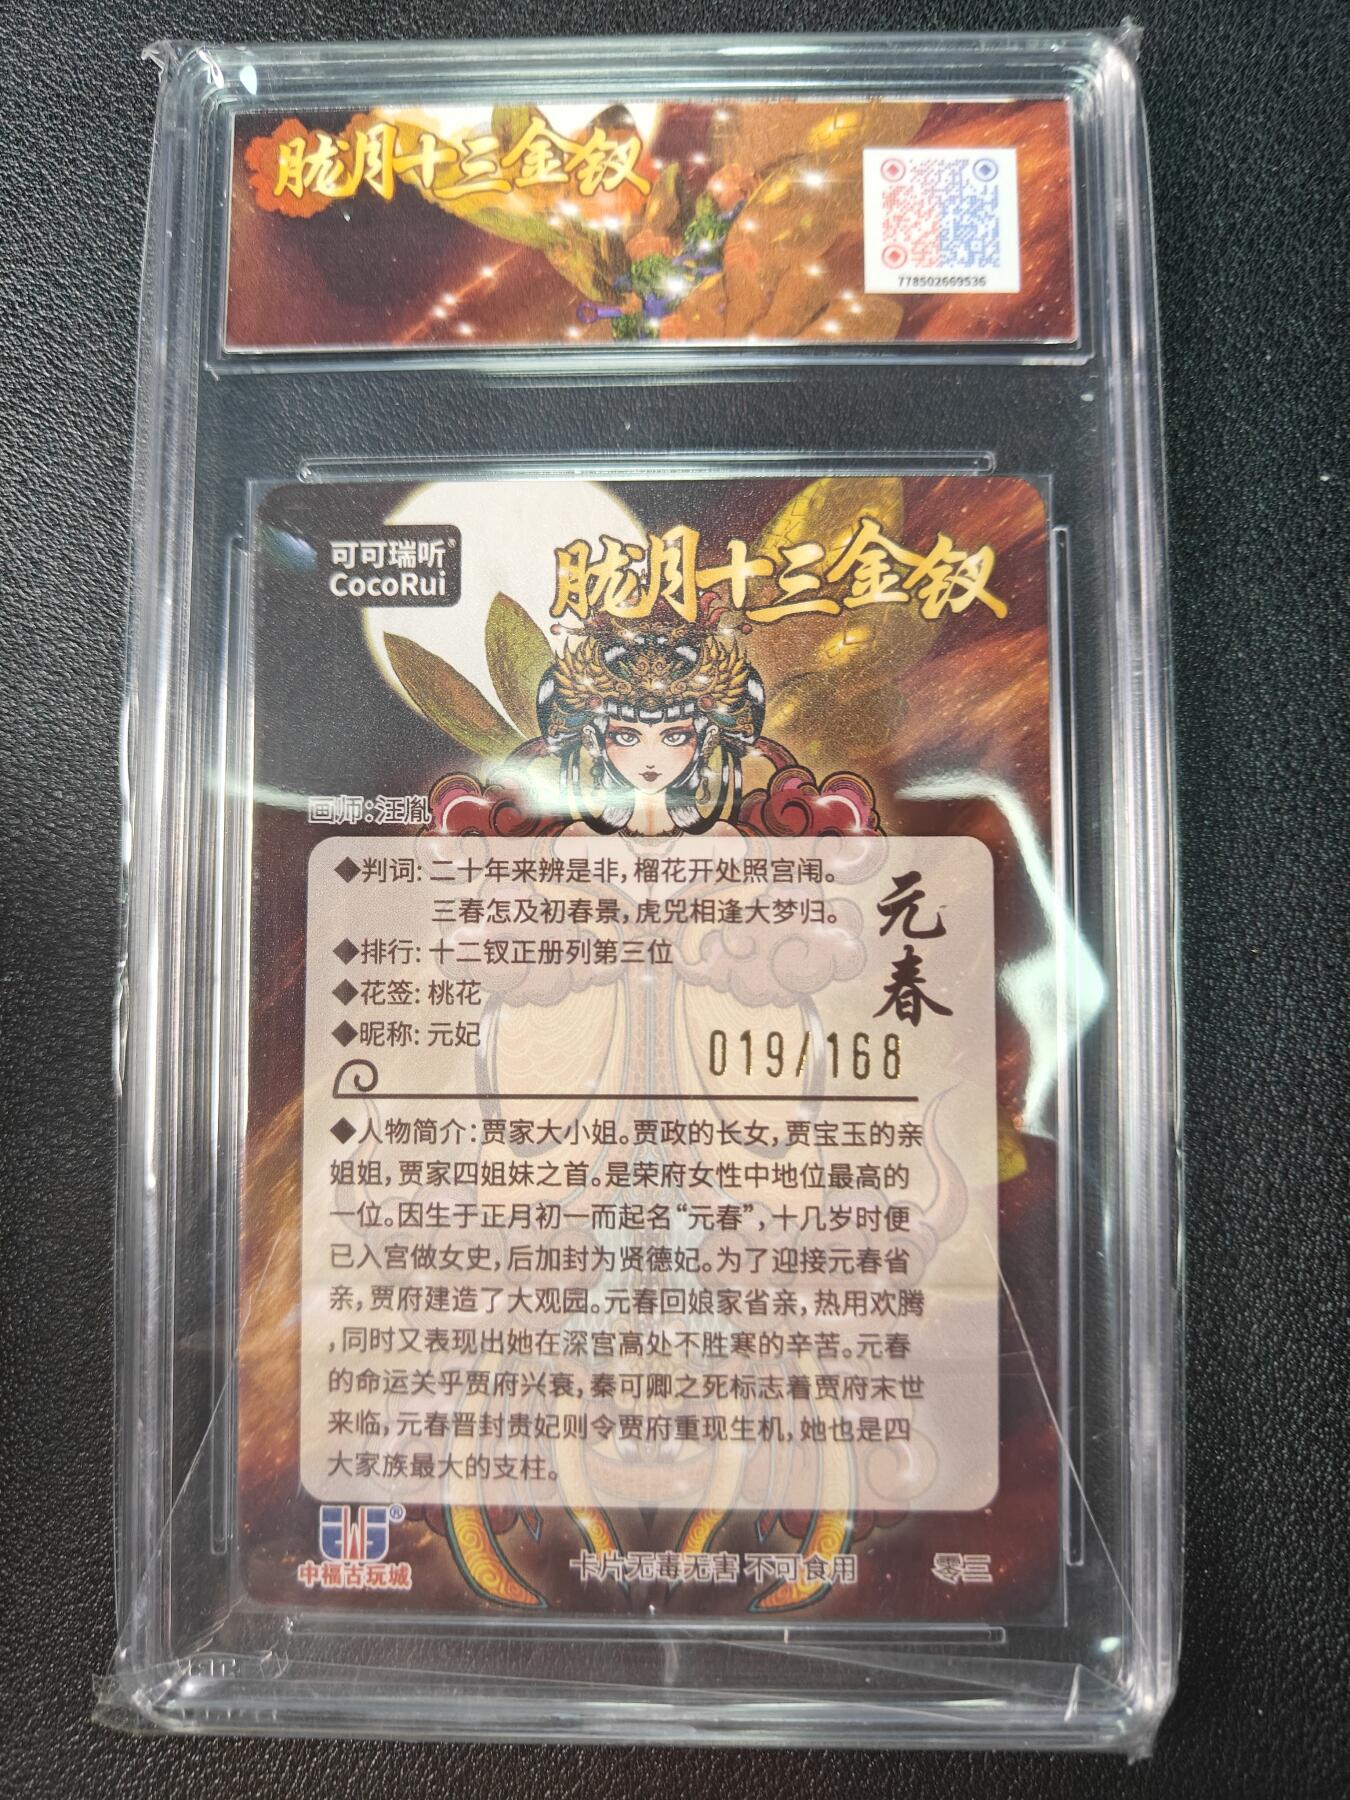 胧月十三金钗
778502669536
可可瑞听®
CocoRui
胧月十三金钗
画师:汪胤
◆判词: 二十年来辨是非,榴花开处照宫闱。
三春怎及初春景,虎兕相逢大梦归。
◆排行: 十二钗正册列第三位
◆花签: 桃花
◆昵称: 元妃
元春
019/168
◆人物简介:贾家大小姐。贾政的长女,贾宝玉的亲
姐姐,贾家四姐妹之首。是荣府女性中地位最高的
一位。因生于正月初一而起名“元春”,十几岁时便
已入宫做女史,后加封为贤德妃。为了迎接元春省
亲,贾府建造了大观园。元春回娘家省亲,热用欢腾
,同时又表现出她在深宫高处不胜寒的辛苦。元春
的命运关乎贾府兴衰,秦可卿之死标志着贾府末世
来临,元春晋封贵妃则令贾府重现生机,她也是四
大家族最大的支柱。
®
中福古玩城
卡片无毒无害 不可食用
零三